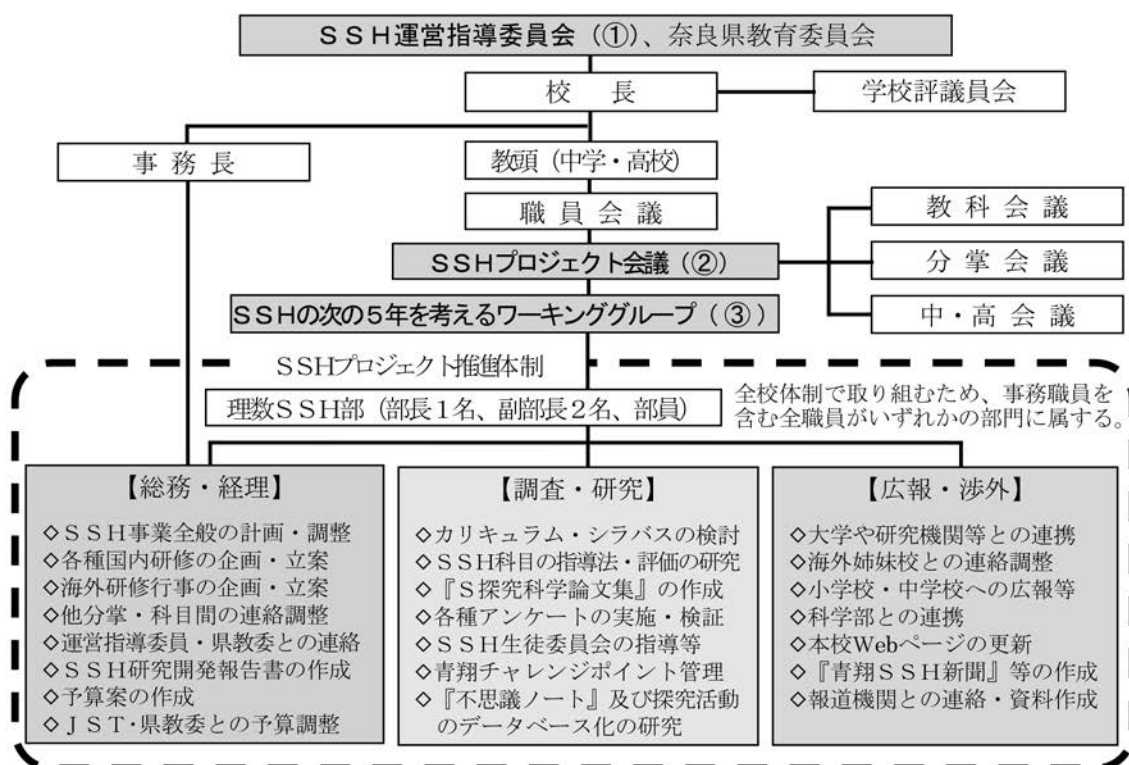 ＳＳＨ運営指導委員会（①）、奈良県教育委員会
校　長
学校評議員会
事 務 長
教頭（中学・高校）
職 員 会 議
教 科 会 議
ＳＳＨプロジェクト会議（②）
分 掌 会 議
ＳＳＨの次の５年を考えるワーキンググループ（③）
中・高 会 議
ＳＳＨプロジェクト推進体制
理数ＳＳＨ部（部長１名、副部長２名、部員）
全校体制で取り組むため、事務職員を
含む全職員がいずれかの部門に属する。
【総務・経理】
◇ＳＳＨ事業全般の計画・調整
◇各種国内研修の企画・立案
◇海外研修行事の企画・立案
◇他分掌・科目間の連絡調整
◇運営指導委員・県教委との連絡
◇ＳＳＨ研究開発報告書の作成
◇予算案の作成
◇ＪＳＴ・県教委との予算調整
【調査・研究】
◇カリキュラム・シラバスの検討
◇ＳＳＨ科目の指導法・評価の研究
◇『Ｓ探究科学論文集』の作成
◇各種アンケートの実施・検証
◇ＳＳＨ生徒委員会の指導等
◇青翔チャレンジポイント管理
◇『不思議ノート』及び探究活動
のデータベース化の研究
【広報・渉外】
◇大学や研究機関等との連携
◇海外姉妹校との連絡調整
◇小学校・中学校への広報等
◇科学部との連携
◇本校Webページの更新
◇『青翔ＳＳＨ新聞』等の作成
◇報道機関との連絡・資料作成